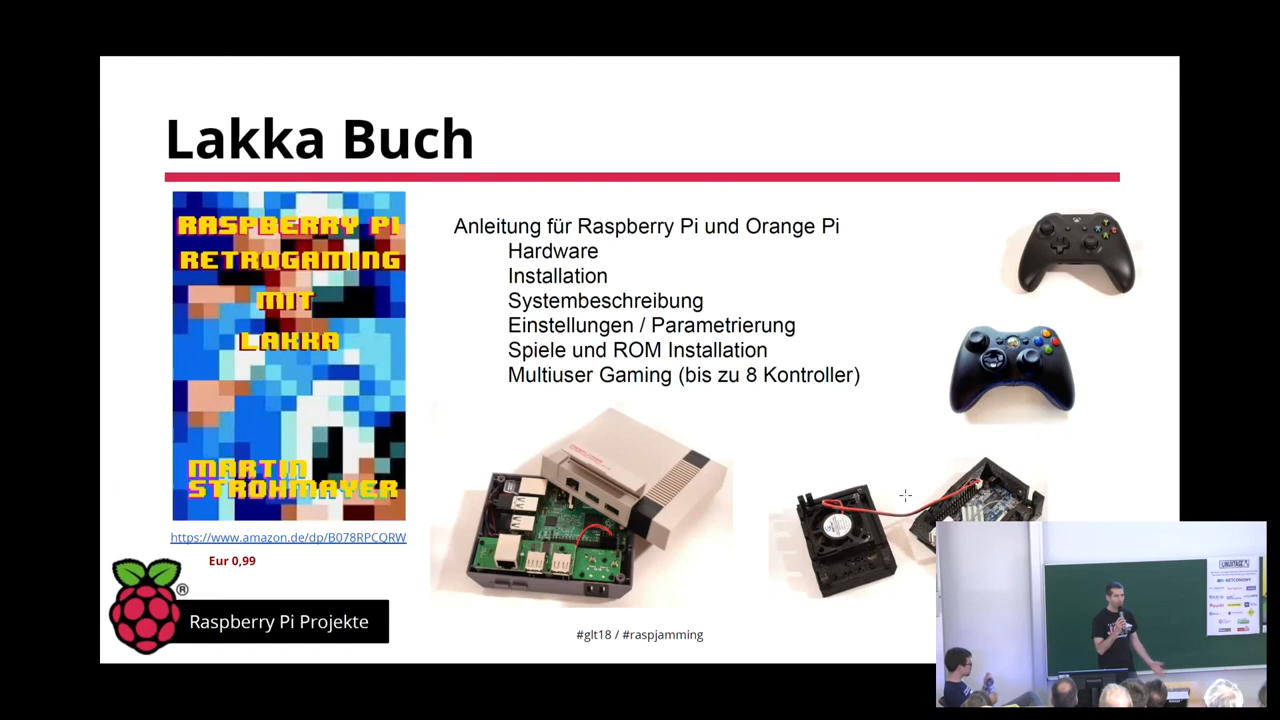 Lakka Buch
RASPBERRY PI
RETROGAMING
MIT
LAKKA
MARTIN
STROHMAYER
https://www.amazon.de/dp/B078RPCQRW
Eur 0,99
Anleitung für Raspberry Pi und Orange Pi
Hardware
Installation
Systembeschreibung
Einstellungen / Parametrierung
Spiele und ROM Installation
Multiuser Gaming (bis zu 8 Kontroller)
®
Raspberry Pi Projekte
#glt18 / #raspjamming
LINUXTAGE
NETCONOMY